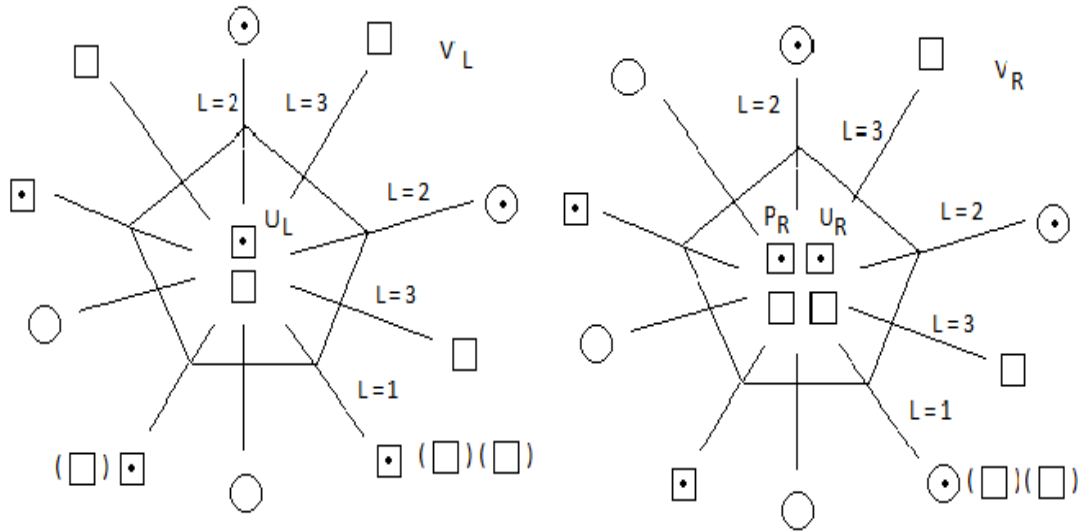 V L
L=2
L=3
L=2
U L
L=3
L=1
( ) ( ) ( )
V R
L=2
L=3
L=2
P R
U R
L=3
L=1
( ) ( )